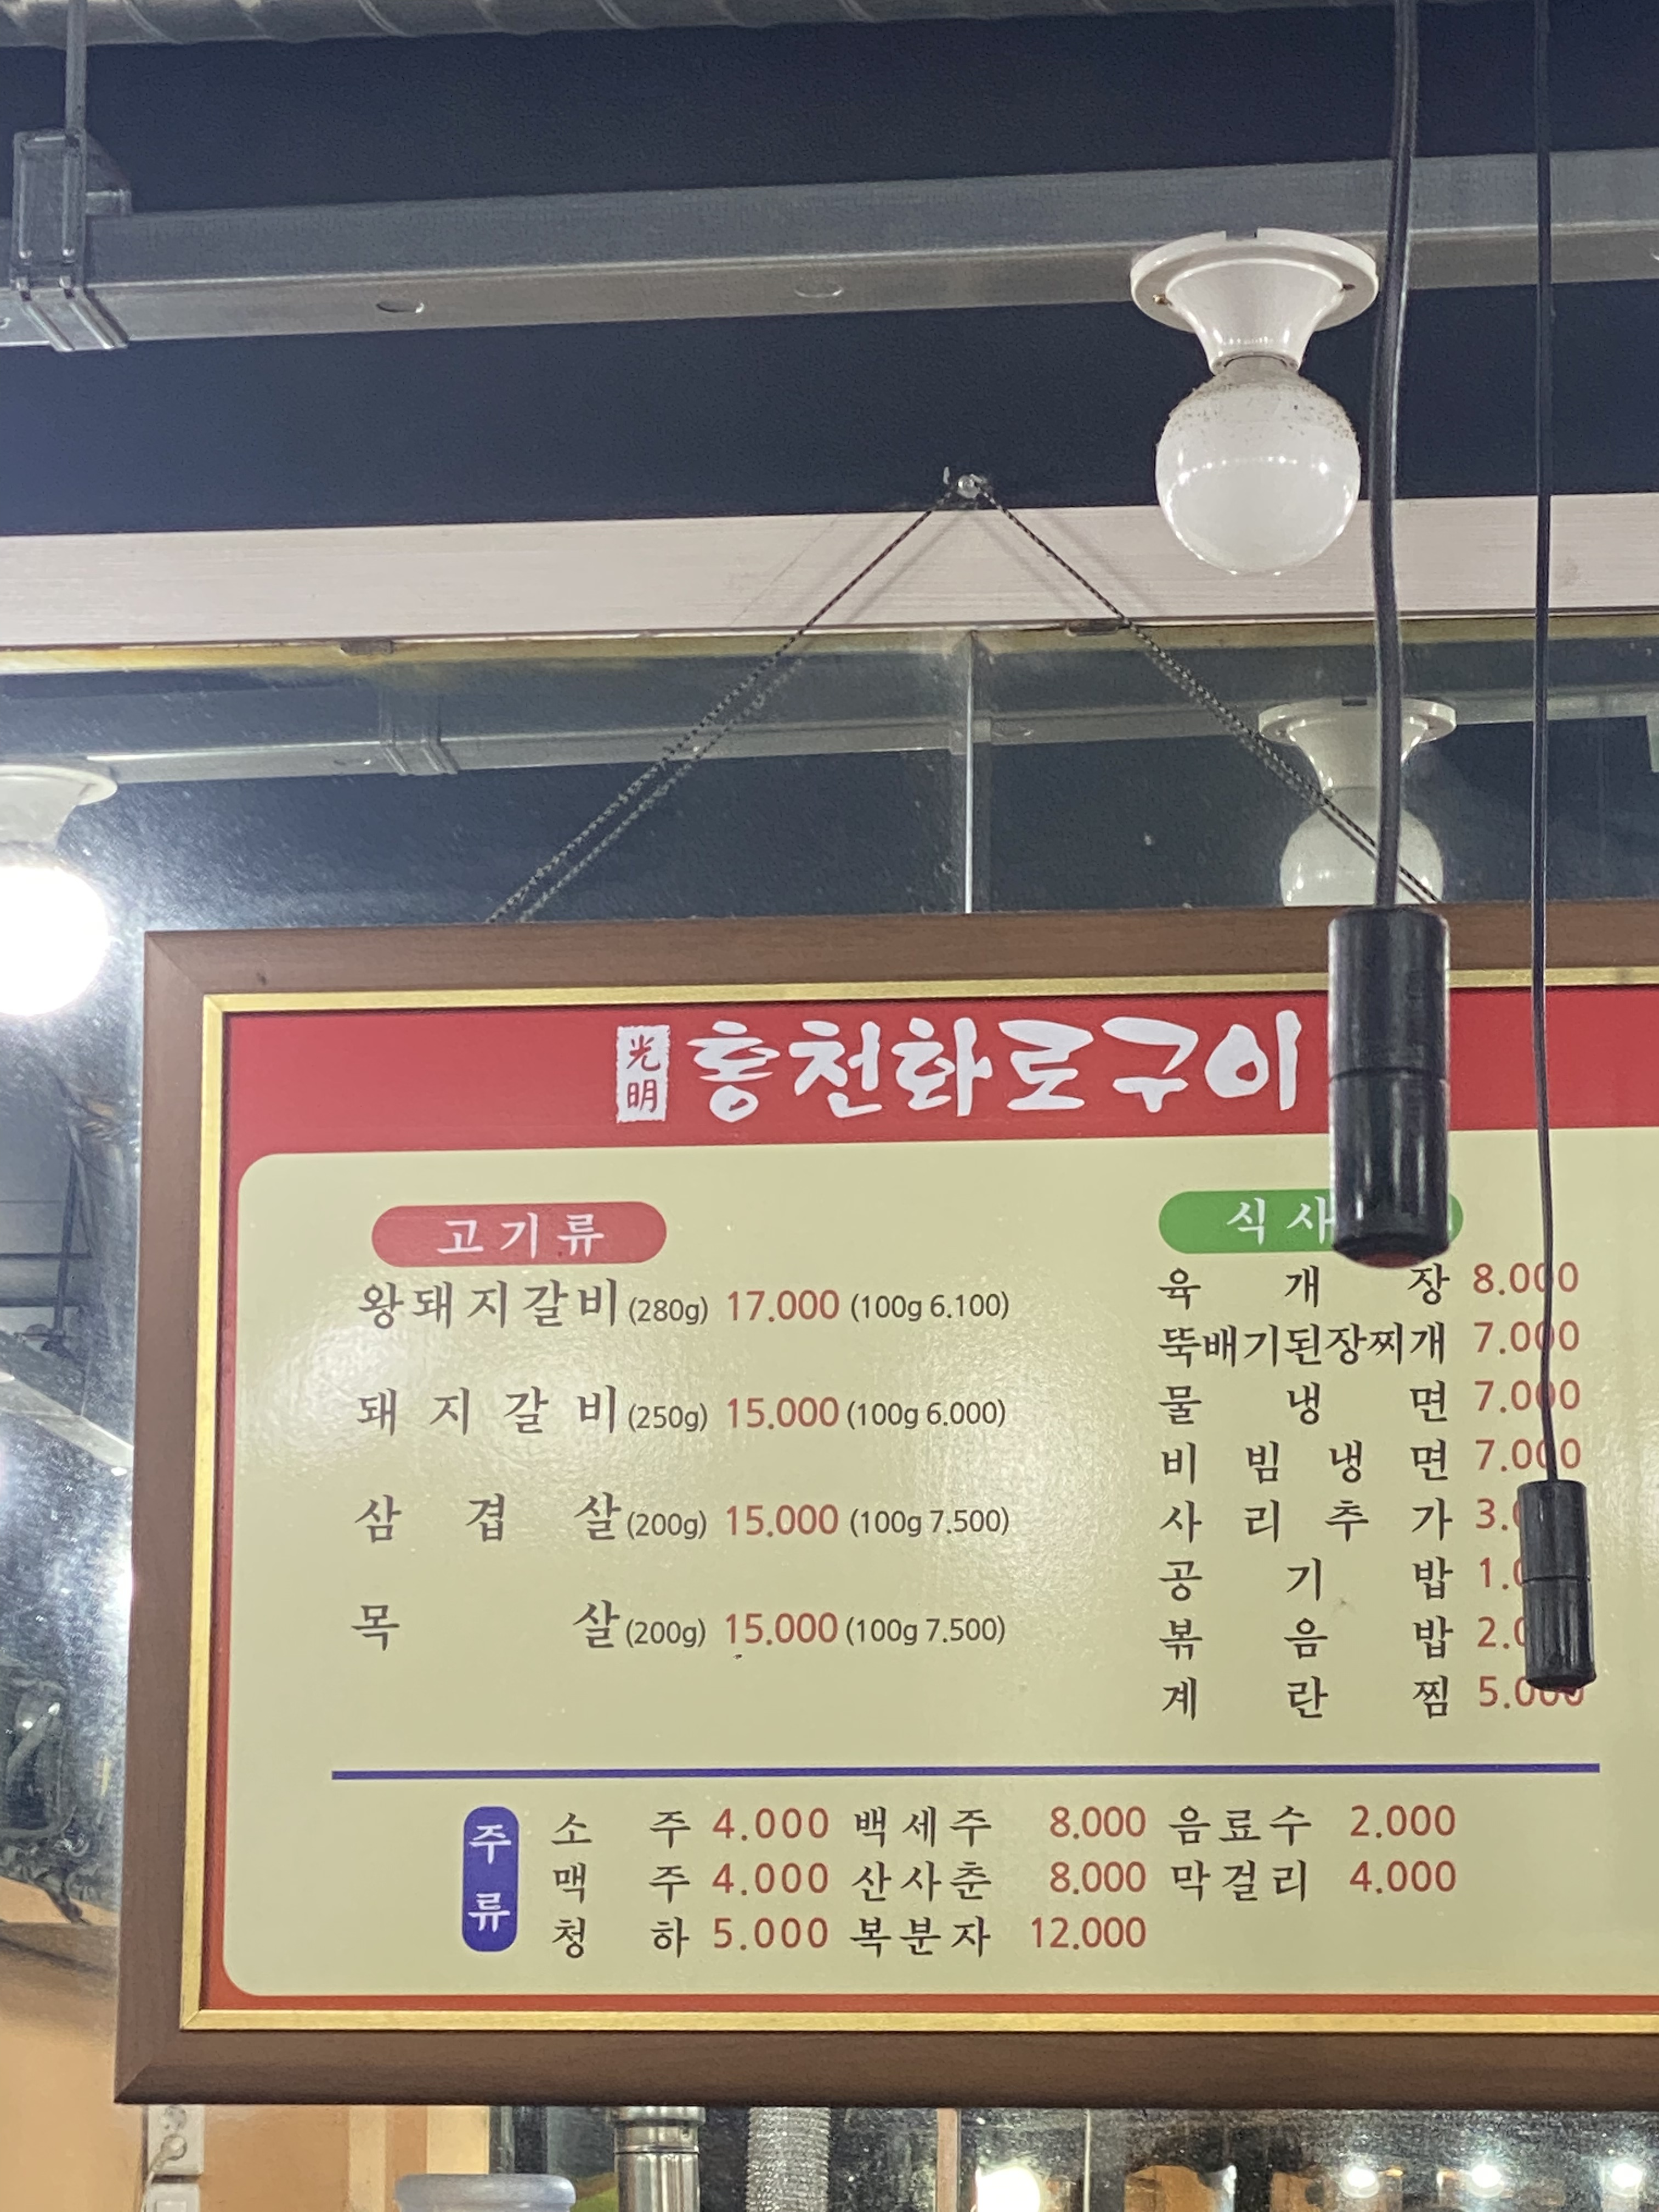 光明 홍천화로구이
고기류
왕돼지갈비 (280g) 17.000 (100g 6.100)
돼지갈비 (250g) 15.000 (100g 6.000)
삼겹살 (200g) 15.000 (100g 7.500)
목살 (200g) 15.000 (100g 7.500)
식사
육개장 8.000
뚝배기된장찌개 7.000
물냉면 7.000
비빔냉면 7.000
사리추가
공기밥
볶음밥
계란찜 5.000
주류
소주 4.000 백세주 8.000 음료수 2.000
맥주 4.000 산사춘 8.000 막걸리 4.000
청하 5.000 복분자 12.000